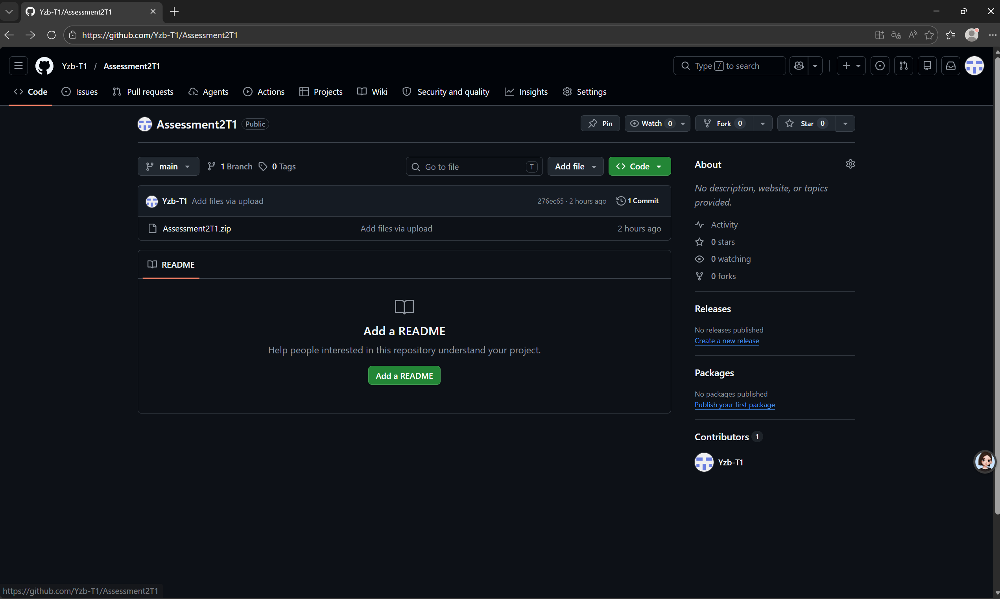 Yzb-T1/Assessment2T1
https://github.com/Yzb-T1/Assessment2T1
Yzb-T1 / Assessment2T1
Type / to search
Code Issues Pull requests Agents Actions Projects Wiki Security and quality Insights Settings
Assessment2T1 Public
Pin Watch 0 Fork 0 Star 0
main 1 Branch 0 Tags Go to file T Add file Code
Yzb-T1 Add files via upload 276ec65 · 2 hours ago 1 Commit
Assessment2T1.zip Add files via upload 2 hours ago
README
Add a README
Help people interested in this repository understand your project.
Add a README
About
No description, website, or topics
provided.
Activity
0 stars
0 watching
0 forks
Releases
No releases published
Create a new release
Packages
No packages published
Publish your first package
Contributors 1
Yzb-T1
https://github.com/Yzb-T1/Assessment2T1